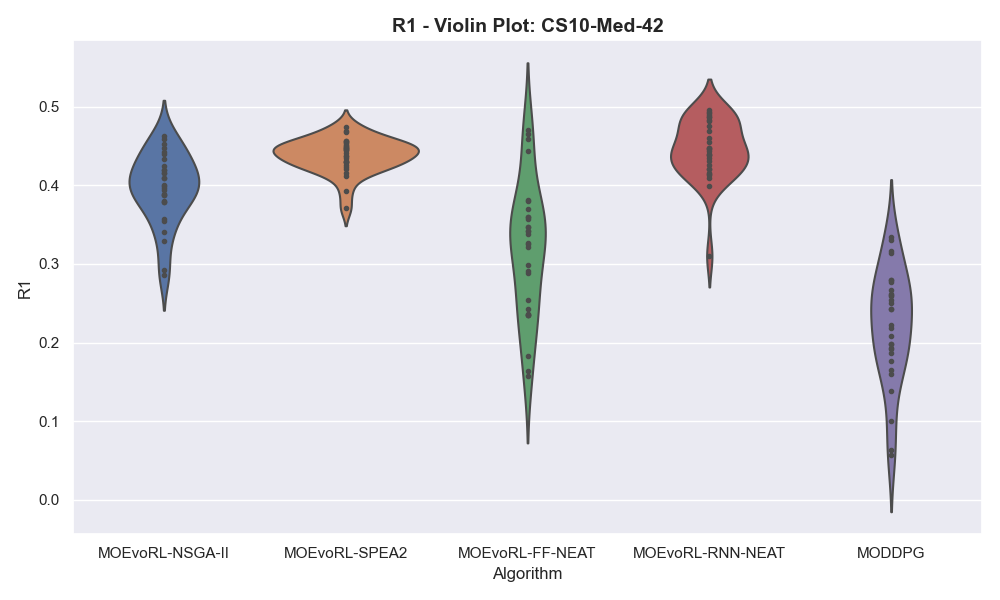 R1 - Violin Plot: CS10-Med-42
R1
0.5
0.4
0.3
0.2
0.1
0.0
MOEvoRL-NSGA-II
MOEvoRL-SPEA2
MOEvoRL-FF-NEAT
MOEvoRL-RNN-NEAT
MODDPG
Algorithm